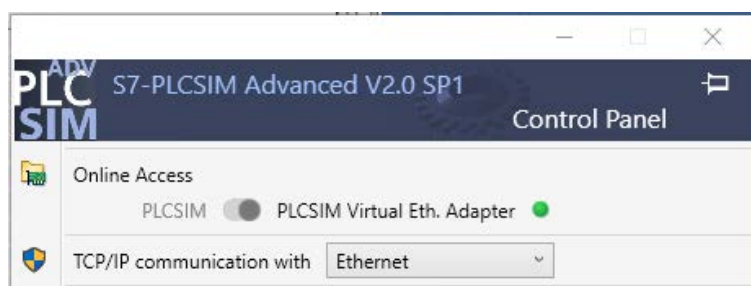 ADV
PLC
SIM
S7-PLCSIM Advanced V2.0 SP1
Control Panel
Online Access
PLCSIM PLCSIM Virtual Eth. Adapter
TCP/IP communication with Ethernet